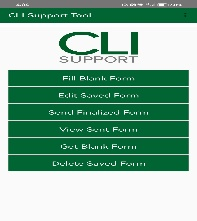 CLI Support Tool
CLI
SUPPORT
Fill Blank Form
Edit Saved Form
Send Finalized Form
View Sent Form
Get Blank Form
Delete Saved Form